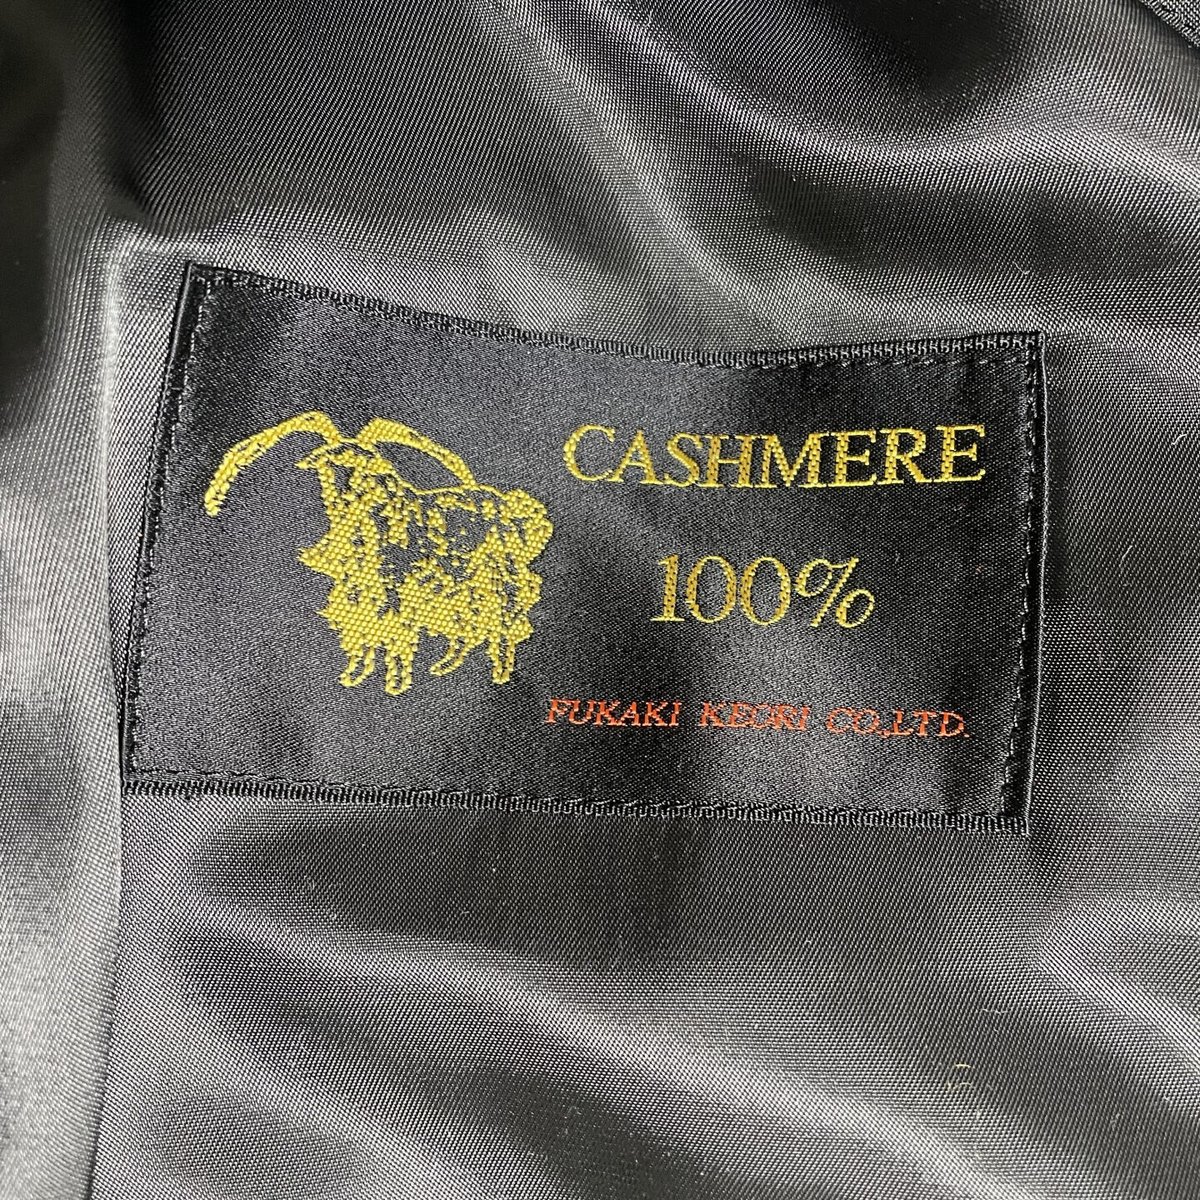 CASHMERE
100%
FUKAKI KEORI CO.,LTD.